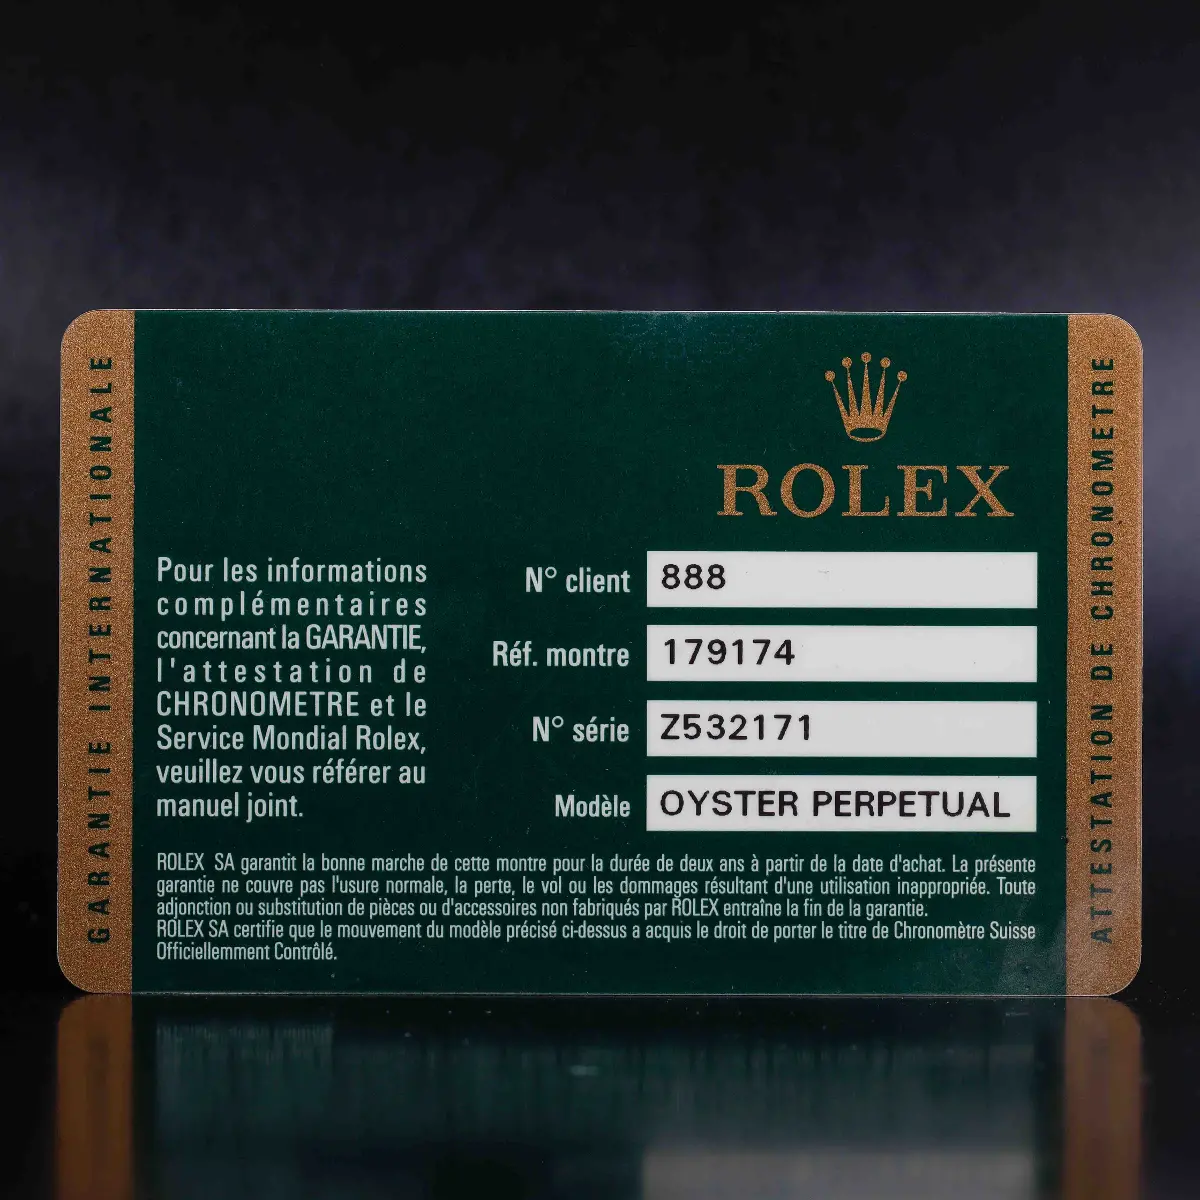 GARANTIE INTERNATIONALE
ROLEX
Pour les informations
complémentaires
concernant la GARANTIE,
l'attestation de
CHRONOMETRE et le
Service Mondial Rolex,
veuillez vous référer au
manuel joint.
N° client 888
Réf. montre 179174
N° série Z532171
Modèle OYSTER PERPETUAL
ROLEX SA garantit la bonne marche de cette montre pour la durée de deux ans à partir de la date d'achat. La présente
garantie ne couvre pas l'usure normale, la perte, le vol ou les dommages résultant d'une utilisation inappropriée. Toute
adjonction ou substitution de pièces ou d'accessoires non fabriqués par ROLEX entraîne la fin de la garantie.
ROLEX SA certifie que le mouvement du modèle précisé ci-dessus a acquis le droit de porter le titre de Chronomètre Suisse
Officiellemment Contrôlé.
ATTESTATION DE CHRONOMETRE